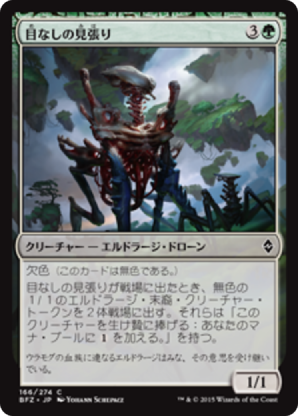 目なしの見張り 3
クリーチャー — エルドラージ・ドローン
欠色（このカードは無色である。）
目なしの見張りが戦場に出たとき、無色の
１/１のエルドラージ・末裔・クリーチャー・
トークンを２体戦場に出す。それらは「この
クリーチャーを生け贄に捧げる：あなたのマ
ナ・プールに 1 を加える。」を持つ。
ウラモグの血族に連なるエルドラージはみな、その意思を受け継い
でいる。
1/1
166/274 C
BFZ • JP YOHANN SCHEPACZ
™ & © 2015 Wizards of the Coast